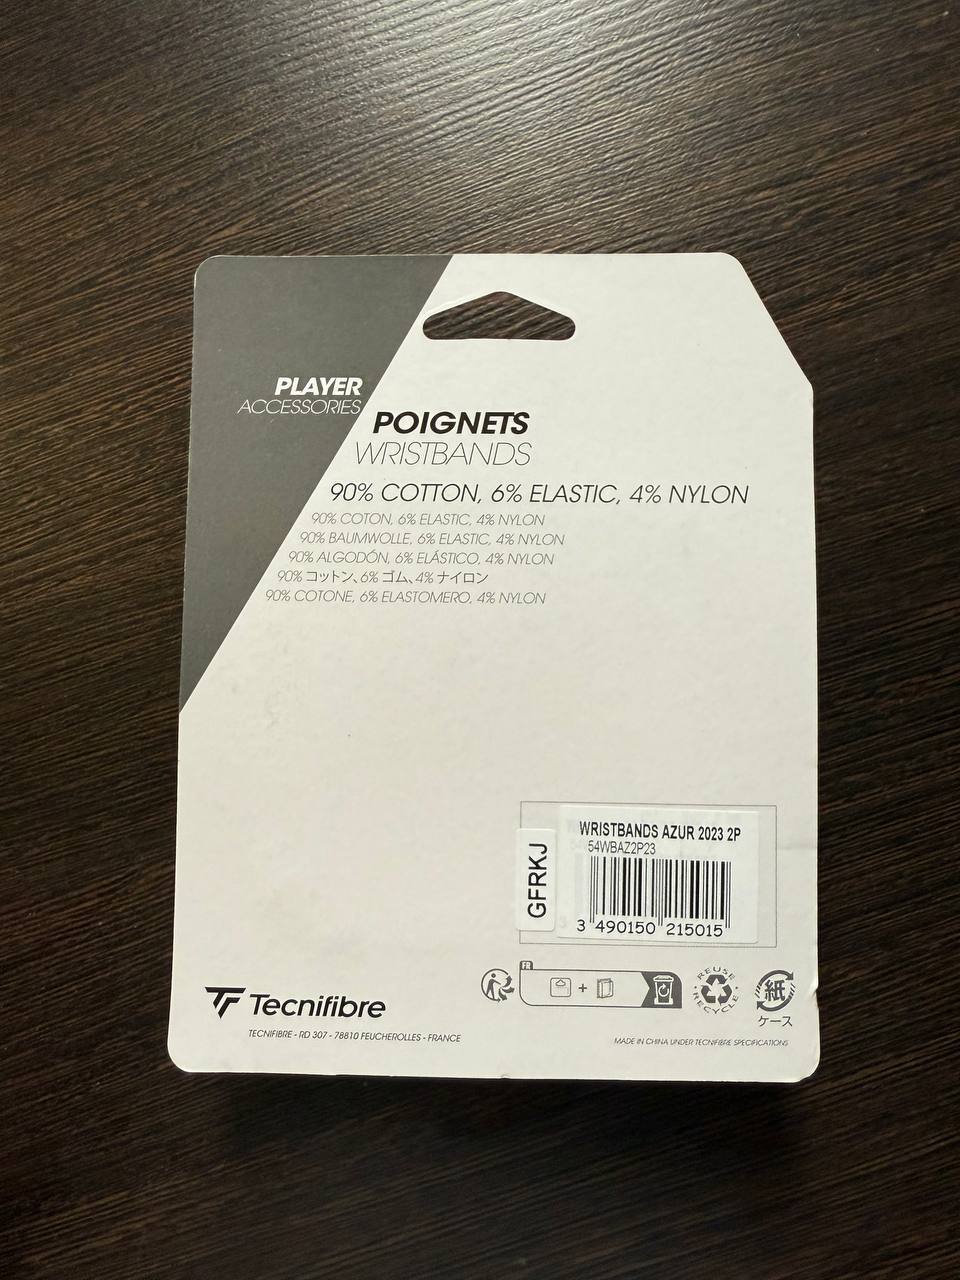 PLAYER
ACCESSORIES
POIGNETS
WRISTBANDS
90% COTTON, 6% ELASTIC, 4% NYLON
90% COTON, 6% ELASTIC, 4% NYLON
90% BAUMWOLLE, 6% ELASTIC, 4% NYLON
90% ALGODÓN, 6% ELÁSTICO, 4% NYLON
90% コットン、6% ゴム、4% ナイロン
90% COTONE, 6% ELASTOMERO, 4% NYLON
GFRKJ
WRISTBANDS AZUR 2023 2P
54WBAZ2P23
3 490150 215015
FR
+
REUSE
RECYCLE
紙
ケース
Tecnifibre
TECNIFIBRE - RD 307 - 78810 FEUCHEROLLES - FRANCE
MADE IN CHINA UNDER TECNIFIBRE SPECIFICATIONS